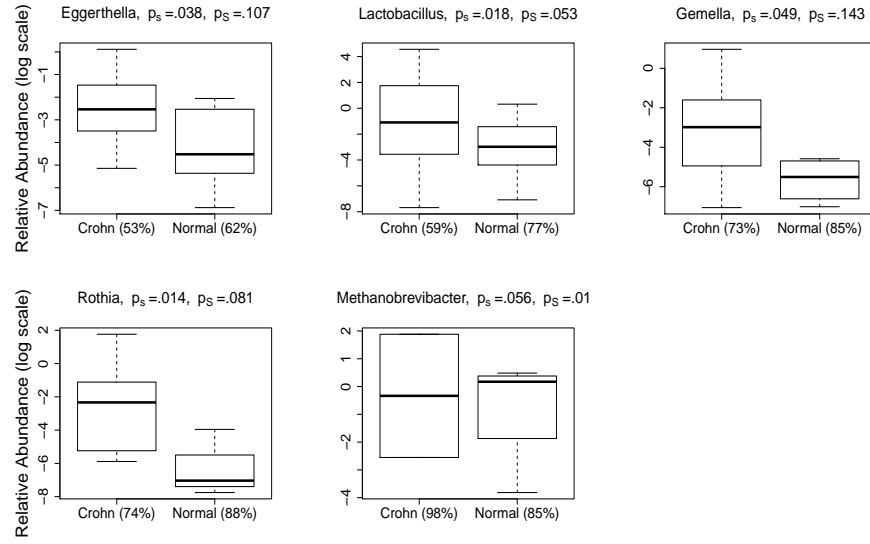 Eggerthella, ps =.038, pS =.107
Relative Abundance (log scale)
−1
−3
−5
−7
Crohn (53%) Normal (62%)
Lactobacillus, ps =.018, pS =.053
4
2
0
−4
−8
Crohn (59%) Normal (77%)
Gemella, ps =.049, pS =.143
0
−2
−4
−6
Crohn (73%) Normal (85%)
Rothia, ps =.014, pS =.081
Relative Abundance (log scale)
2
0
−2
−4
−6
−8
Crohn (74%) Normal (88%)
Methanobrevibacter, ps =.056, pS =.01
2
1
0
−2
−4
Crohn (98%) Normal (85%)